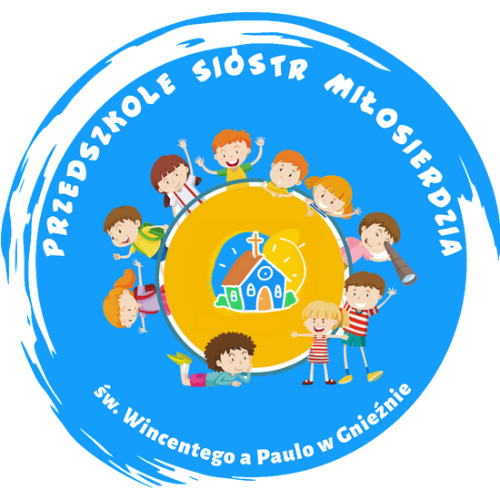 PRZEDSZKOLE SIÓSTR MIŁOSIERDZIA
św. Wincentego a Paulo w Gnieźnie